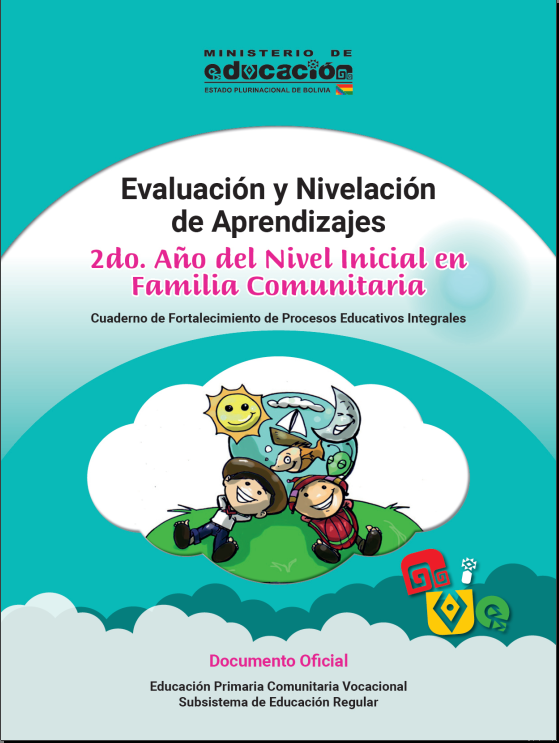 MINISTERIO DE
educación
ESTADO PLURINACIONAL DE BOLIVIA
Evaluación y Nivelación
de Aprendizajes
2do. Año del Nivel Inicial en
Familia Comunitaria
Cuaderno de Fortalecimiento de Procesos Educativos Integrales
Documento Oficial
Educación Primaria Comunitaria Vocacional
Subsistema de Educación Regular